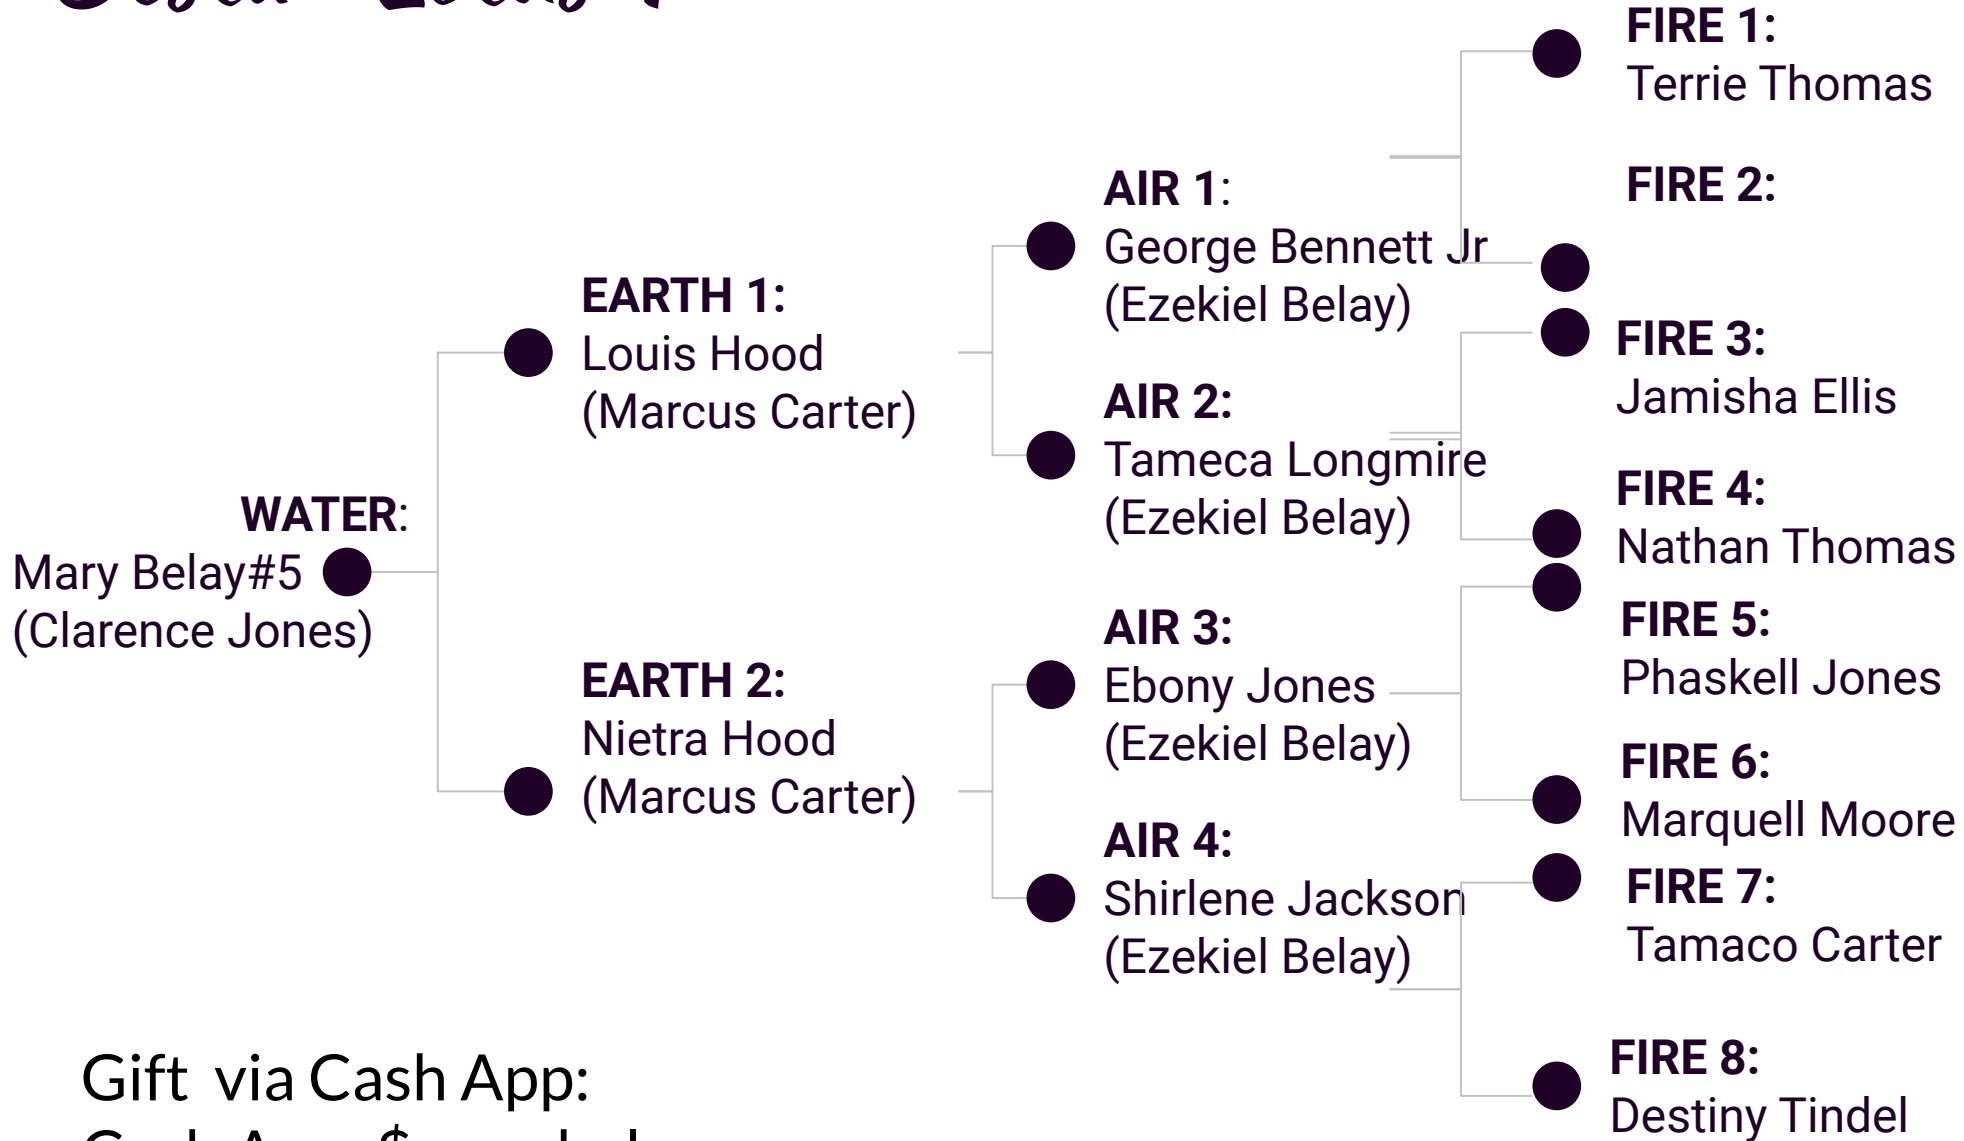 WATER:
Mary Belay#5
(Clarence Jones)
EARTH 1:
Louis Hood
(Marcus Carter)
EARTH 2:
Nietra Hood
(Marcus Carter)
AIR 1:
George Bennett Jr
(Ezekiel Belay)
AIR 2:
Tameca Longmire
(Ezekiel Belay)
AIR 3:
Ebony Jones
(Ezekiel Belay)
AIR 4:
Shirlene Jackson
(Ezekiel Belay)
FIRE 1:
Terrie Thomas
FIRE 2:
FIRE 3:
Jamisha Ellis
FIRE 4:
Nathan Thomas
FIRE 5:
Phaskell Jones
FIRE 6:
Marquell Moore
FIRE 7:
Tamaco Carter
FIRE 8:
Destiny Tindel
Gift via Cash App: